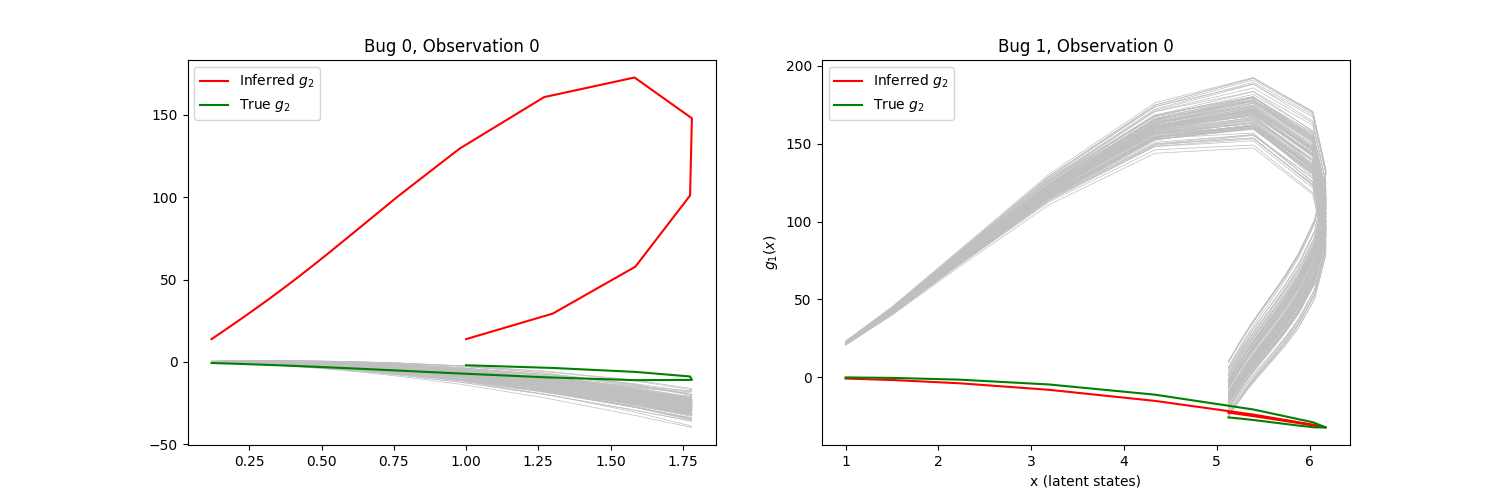 Bug 0, Observation 0
Inferred g₂
True g₂
150
100
50
0
−50
0.25 0.50 0.75 1.00 1.25 1.50 1.75
Bug 1, Observation 0
Inferred g₂
True g₂
200
150
100
50
0
g₁(x)
1 2 3 4 5 6
x (latent states)